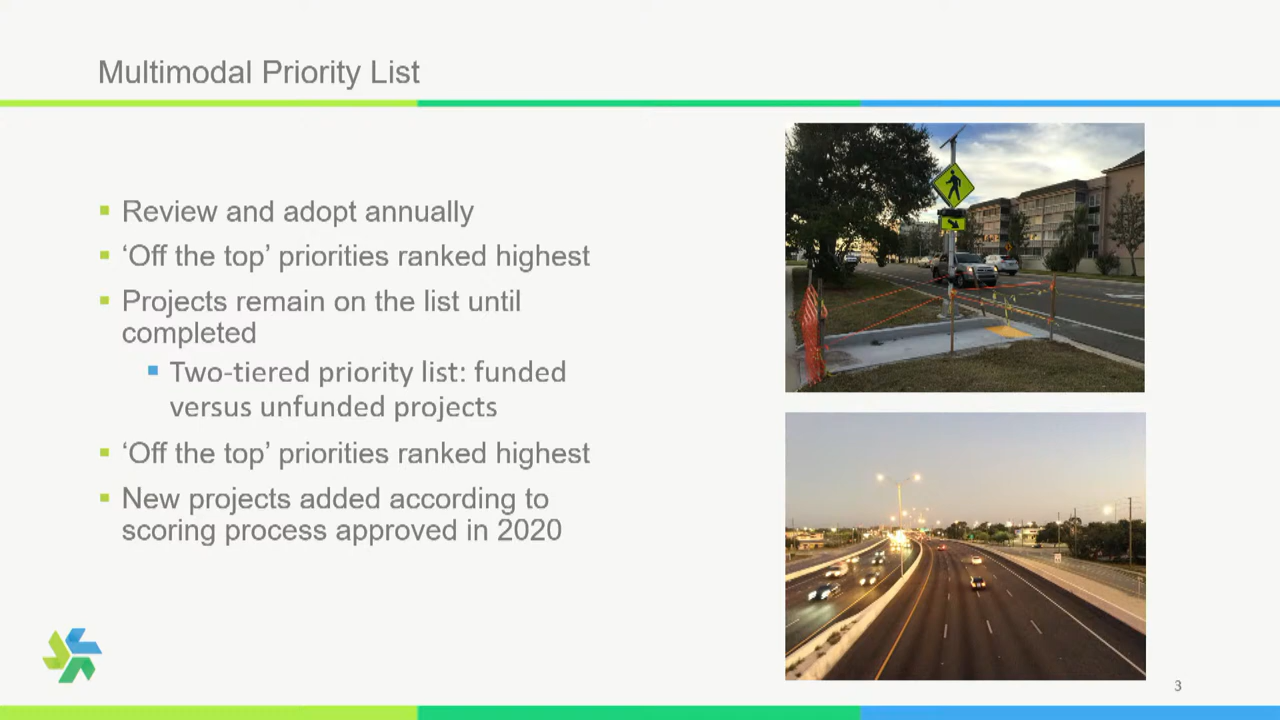 Multimodal Priority List
Review and adopt annually
‘Off the top’ priorities ranked highest
Projects remain on the list until
completed
Two-tiered priority list: funded
versus unfunded projects
‘Off the top’ priorities ranked highest
New projects added according to
scoring process approved in 2020
3